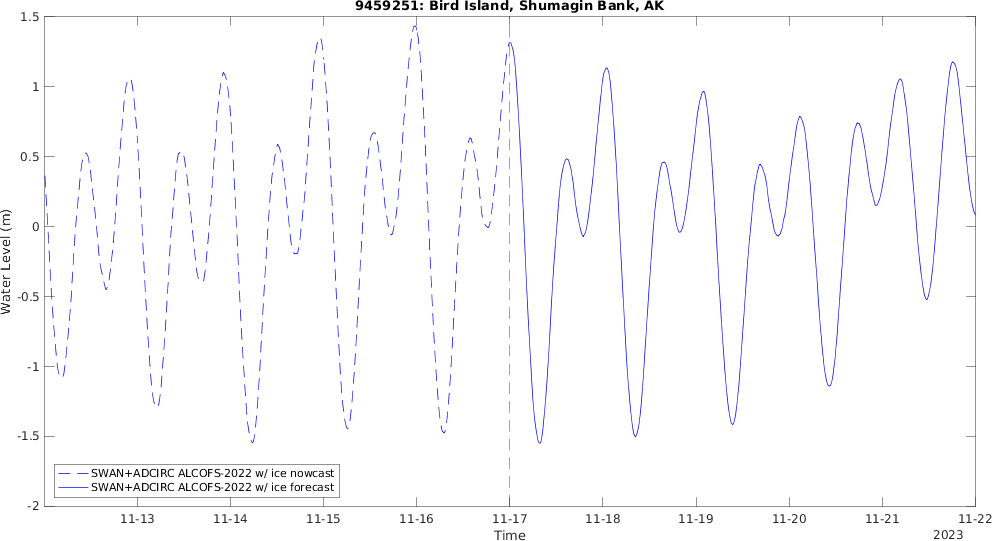 9459251: Bird Island, Shumagin Bank, AK
1.5
1
0.5
0
-0.5
-1
-1.5
-2
Water Level (m)
SWAN+ADCIRC ALCOFS-2022 w/ ice nowcast
SWAN+ADCIRC ALCOFS-2022 w/ ice forecast
11-13 11-14 11-15 11-16 11-17 11-18 11-19 11-20 11-21 11-22
Time
2023